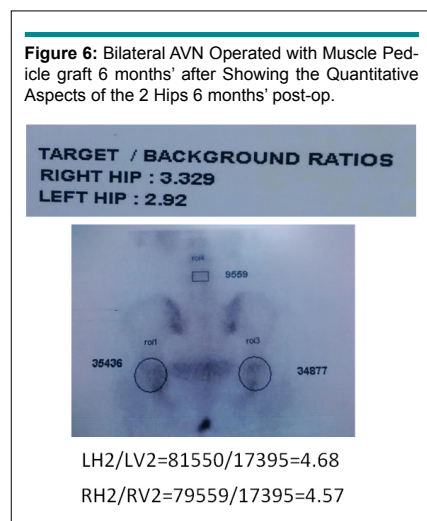 Figure 6: Bilateral AVN Operated with Muscle Ped-
icle graft 6 months’ after Showing the Quantitative
Aspects of the 2 Hips 6 months’ post-op.
TARGET / BACKGROUND RATIOS
RIGHT HIP : 3.329
LEFT HIP : 2.92
roi4
9559
roi1
roi3
35436
34877
LH2/LV2=81550/17395=4.68
RH2/RV2=79559/17395=4.57